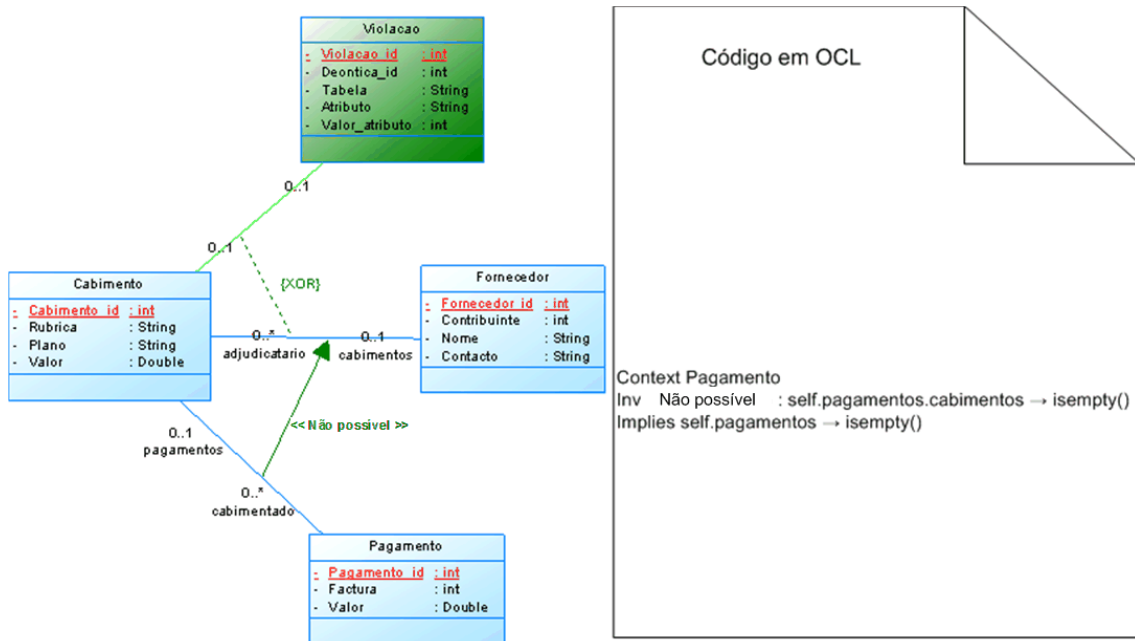 Violacao
- Violacao_id : int
- Deontica_id : int
- Tabela : String
- Atributo : String
- Valor_atributo : int
0..1
0..1
{XOR}
Cabimento
- Cabimento_id : int
- Rubrica : String
- Plano : String
- Valor : Double
Fornecedor
- Fornecedor_id : int
- Contribuinte : int
- Nome : String
- Contacto : String
0..*
adjudicatario
0..1
cabimentos
<< Não possivel >>
0..1
pagamentos
0..*
cabimentado
Pagamento
- Pagamento_id : int
- Factura : int
- Valor : Double
Código em OCL
Context Pagamento
Inv Não possível : self.pagamentos.cabimentos → isempty()
Implies self.pagamentos → isempty()